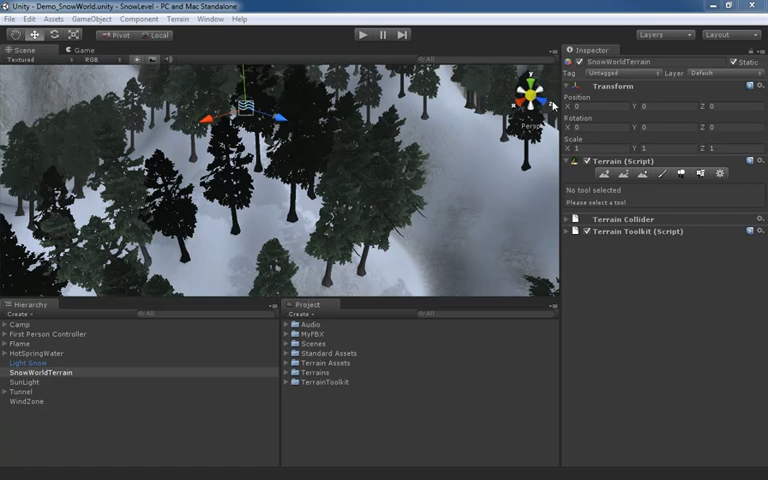 Unity - Demo_SnowWorld.unity - SnowLevel - PC and Mac Standalone
File Edit Assets GameObject Component Terrain Window Help
Pivot Local Layers Layout
Scene Game
Textured RGB All
y
x z
Persp
Inspector
SnowWorldTerrain Static
Tag Untagged Layer Default
Transform
Position
X 0 Y 0 Z 0
Rotation
X 0 Y 0 Z 0
Scale
X 1 Y 1 Z 1
Terrain (Script)
No tool selected
Please select a tool
Terrain Collider
Terrain Toolkit (Script)
Hierarchy
Create All
Camp
First Person Controller
Flame
HotSpringWater
Light Snow
SnowWorldTerrain
SunLight
Tunnel
WindZone
Project
Create All
Audio
MyFBX
Scenes
Standard Assets
Terrain Assets
Terrains
TerrainToolkit